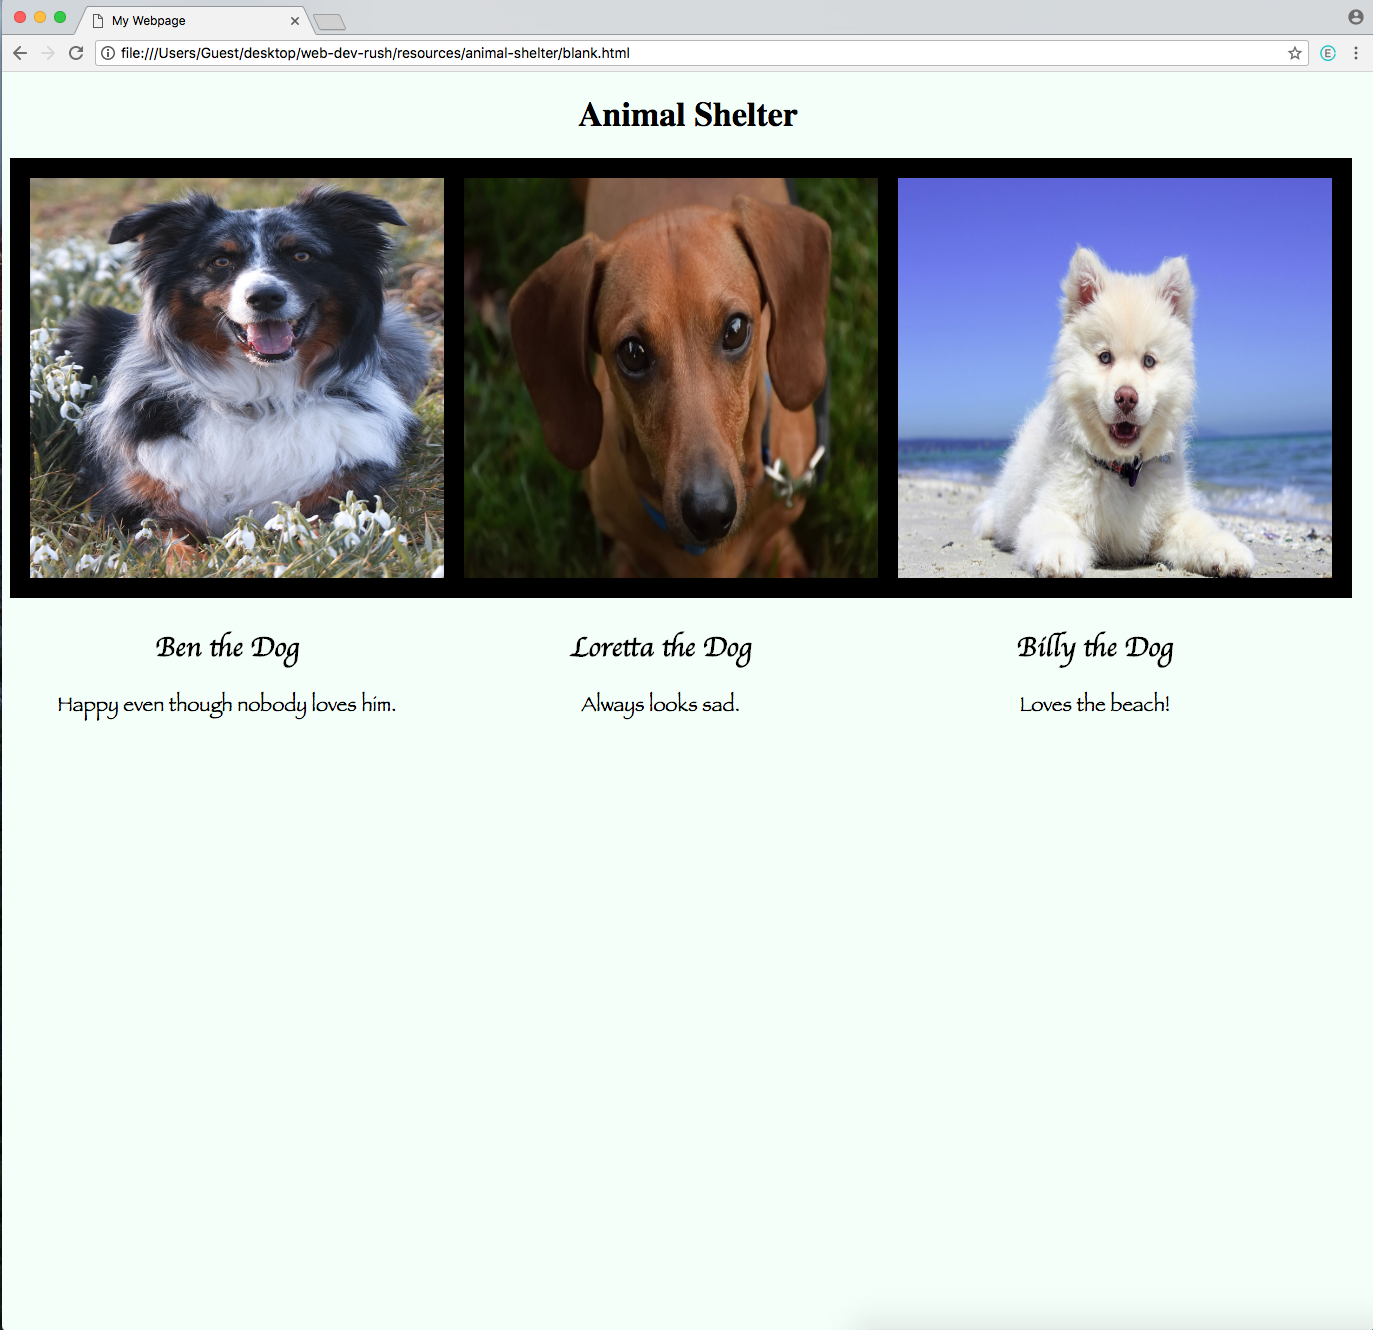 My Webpage
file:///Users/Guest/desktop/web-dev-rush/resources/animal-shelter/blank.html
E
Animal Shelter
Ben the Dog
Loretta the Dog
Billy the Dog
Happy even though nobody loves him.
Always looks sad.
Loves the beach!